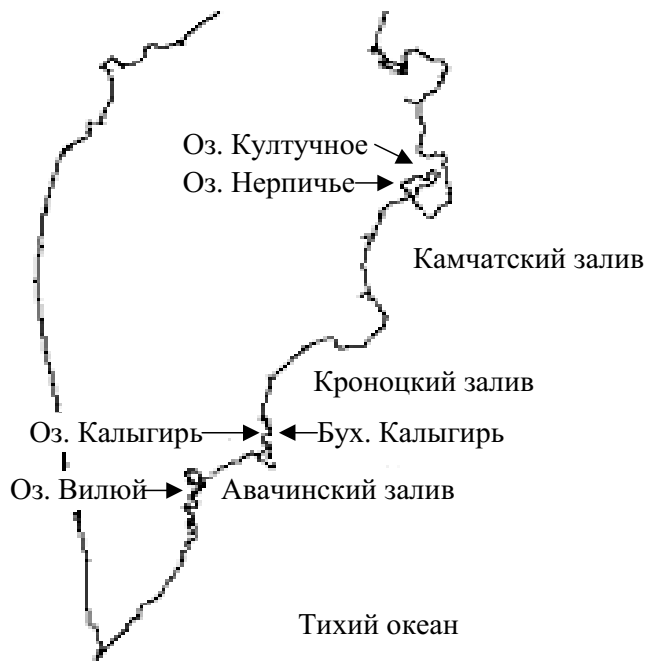 Оз. Култучное
Оз. Нерпичье
Камчатский залив
Кроноцкий залив
Оз. Калыгирь
Бух. Калыгирь
Оз. Вилюй
Авачинский залив
Тихий океан